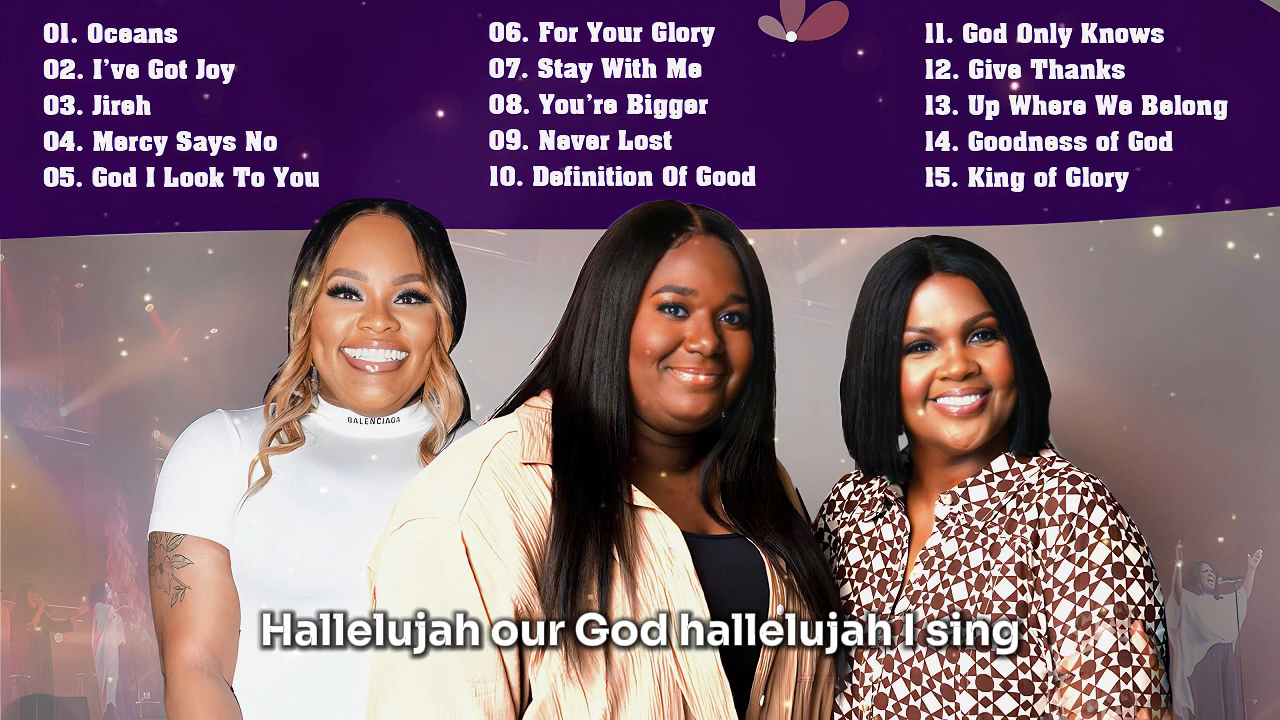 01. Oceans
02. I've Got Joy
03. Jireh
04. Mercy Says No
05. God I Look To You
06. For Your Glory
07. Stay With Me
08. You're Bigger
09. Never Lost
10. Definition Of Good
11. God Only Knows
12. Give Thanks
13. Up Where We Belong
14. Goodness of God
15. King of Glory
BALENCIAGA
Hallelujah our God hallelujah I sing